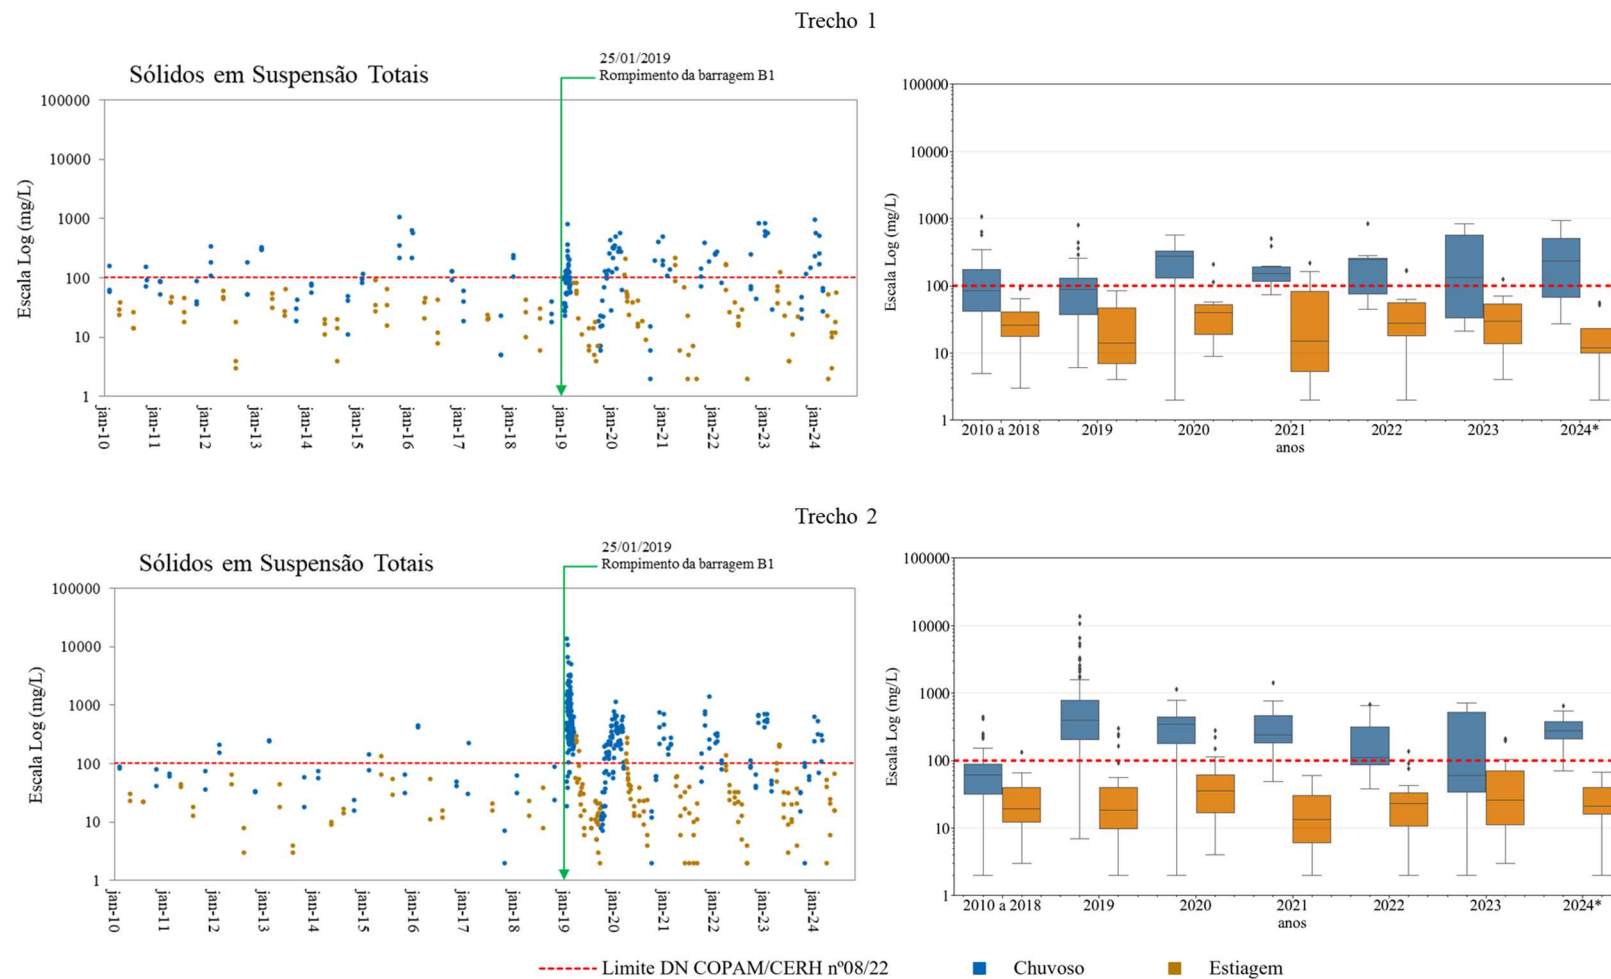 Trecho 1
Sólidos em Suspensão Totais
25/01/2019
Rompimento da barragem B1
Escala Log (mg/L)
100000
10000
1000
100
10
1
jan-10
jan-11
jan-12
jan-13
jan-14
jan-15
jan-16
jan-17
jan-18
jan-19
jan-20
jan-21
jan-22
jan-23
jan-24
Escala Log (mg/L)
100000
10000
1000
100
10
1
2010 a 2018
2019
2020
2021
2022
2023
2024*
anos
Trecho 2
Sólidos em Suspensão Totais
25/01/2019
Rompimento da barragem B1
Escala Log (mg/L)
100000
10000
1000
100
10
1
jan-10
jan-11
jan-12
jan-13
jan-14
jan-15
jan-16
jan-17
jan-18
jan-19
jan-20
jan-21
jan-22
jan-23
jan-24
Escala Log (mg/L)
100000
10000
1000
100
10
1
2010 a 2018
2019
2020
2021
2022
2023
2024*
anos
Limite DN COPAM/CERH nº08/22
Chuvoso
Estiagem